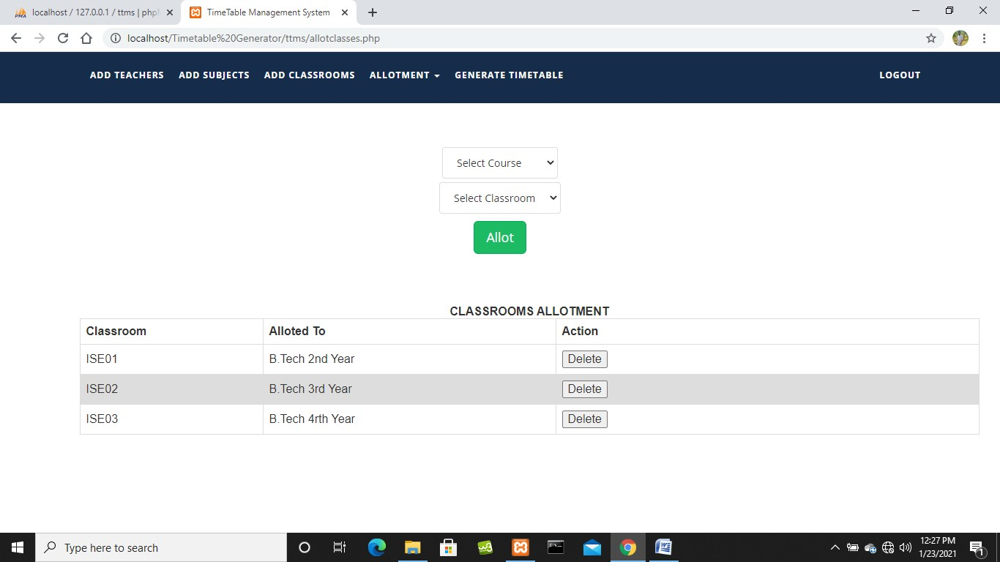 localhost / 127.0.0.1 / ttms | php
TimeTable Management System
localhost/Timetable%20Generator/ttms/allotclasses.php
ADD TEACHERS ADD SUBJECTS ADD CLASSROOMS ALLOTMENT GENERATE TIMETABLE LOGOUT
Select Course
Select Classroom
Allot
CLASSROOMS ALLOTMENT
Classroom Alloted To Action
ISE01 B.Tech 2nd Year Delete
ISE02 B.Tech 3rd Year Delete
ISE03 B.Tech 4rth Year Delete
Type here to search
12:27 PM
1/23/2021
1